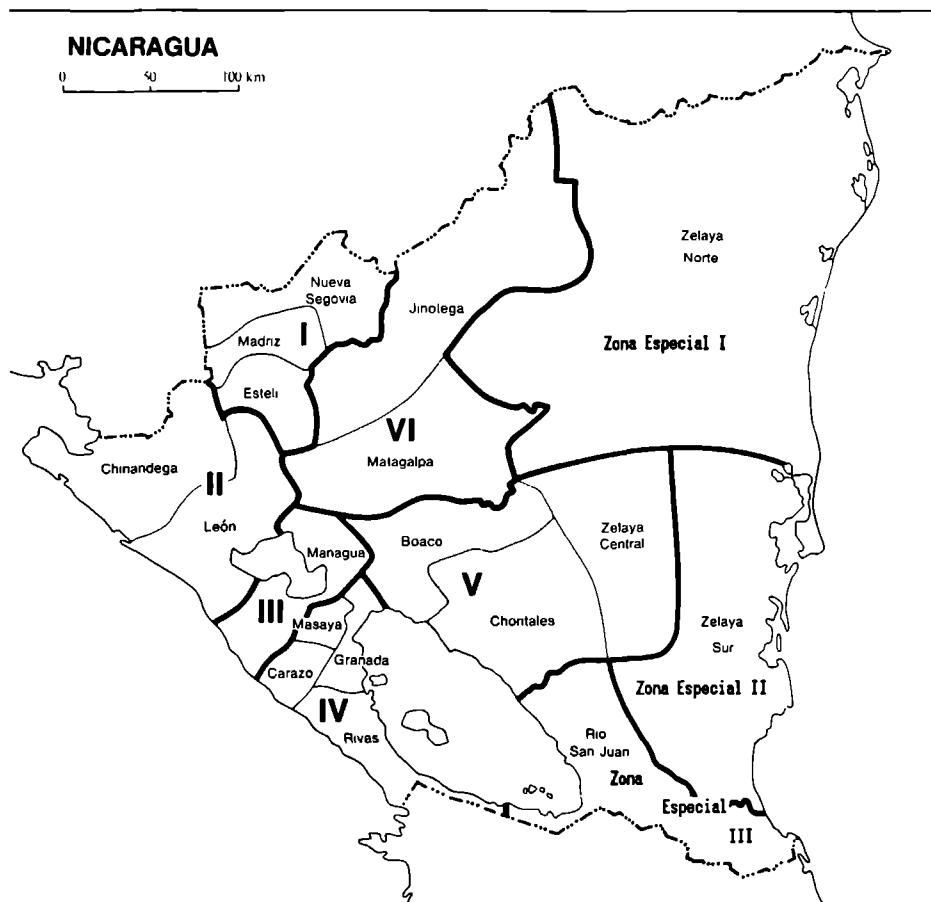 NICARAGUA
0 50 100 km
Zelaya
Norte
Nueva
Segovia
Jinolega
I
Madriz
Zona Especial I
Estelí
VI
Matagalpa
Chinandega
II
León
Zelaya
Central
Managua
Boaco
V
III
Masaya
Chontales
Zelaya
Sur
Carazo
Granada
Zona Especial II
IV
Rivas
Río
San Juan
Zona
Especial
III